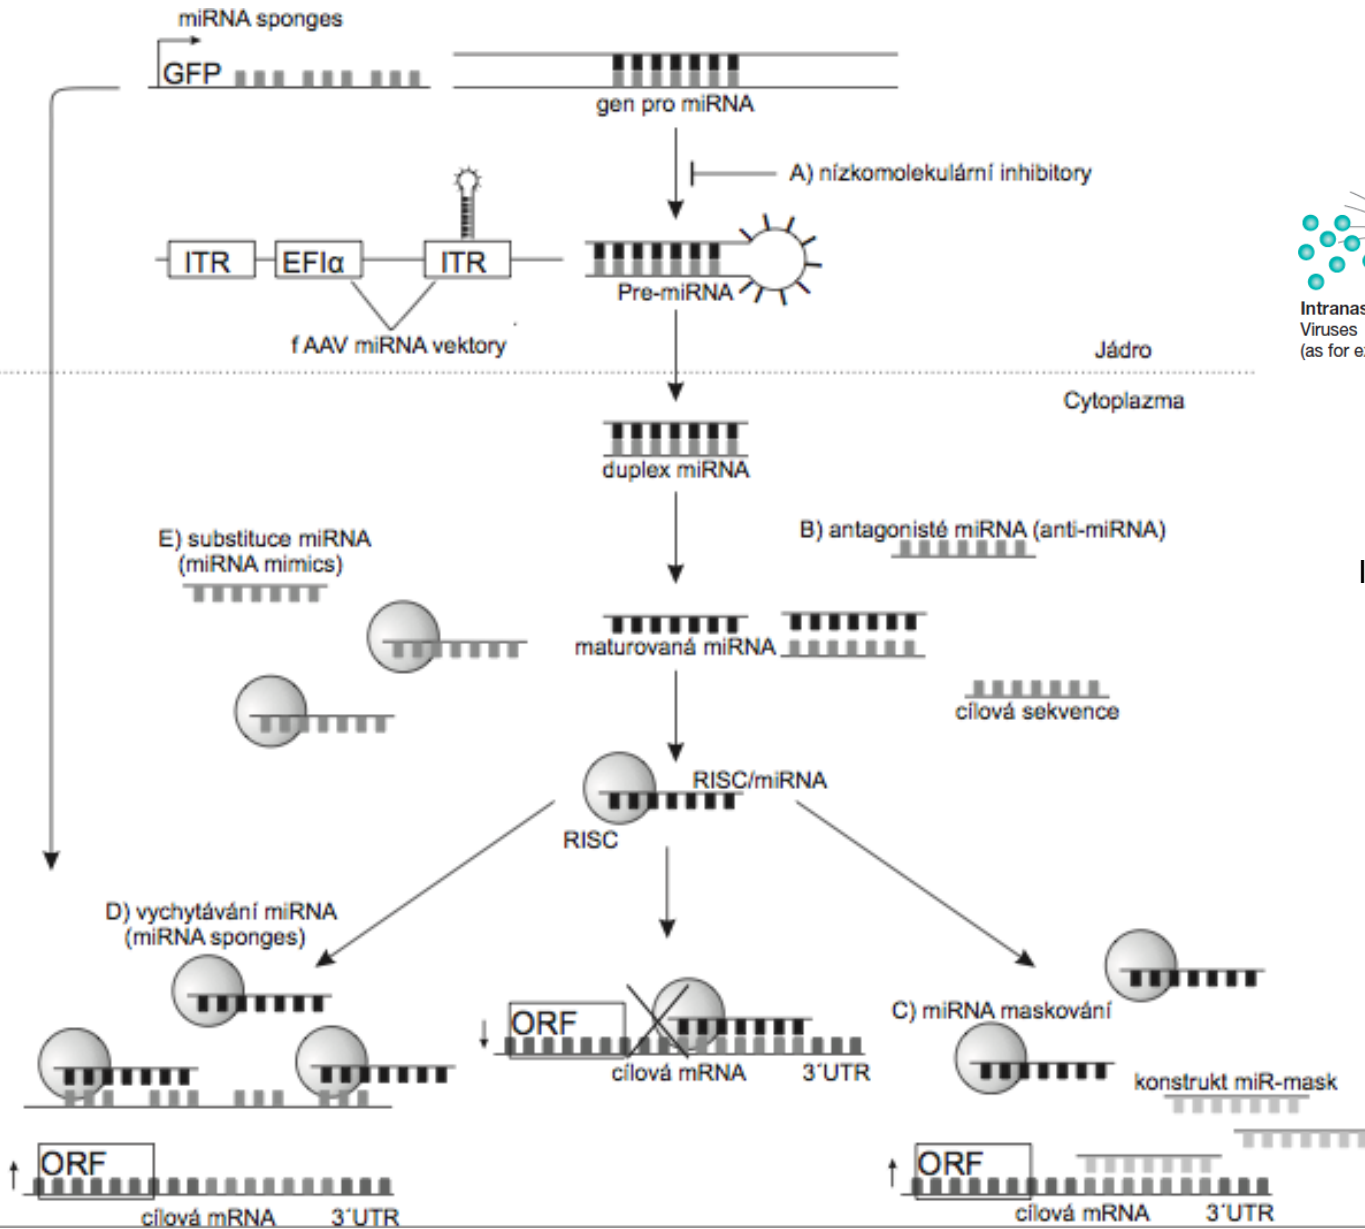 miRNA sponges
GFP
gen pro miRNA
A) nízkomolekulární inhibitory
ITR
EFIα
ITR
Pre-miRNA
f AAV miRNA vektory
Jádro
Cytoplazma
Viruses
duplex miRNA
E) substituce miRNA
(miRNA mimics)
B) antagonisté miRNA (anti-miRNA)
maturovaná miRNA
cílová sekvence
RISC/miRNA
RISC
D) vychytávání miRNA
(miRNA sponges)
ORF
cílová mRNA
3´UTR
C) miRNA maskování
konstrukt miR-mask
ORF
cílová mRNA
3´UTR
ORF
cílová mRNA
3´UTR
(as for